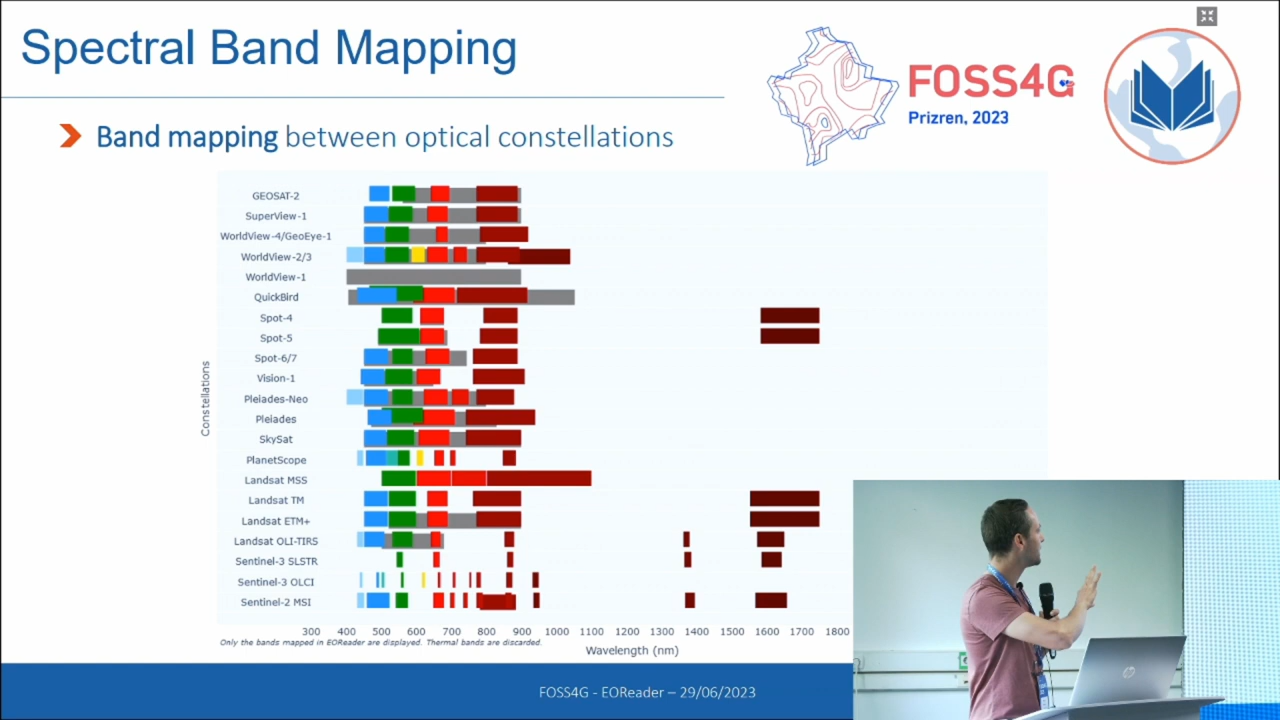 Spectral Band Mapping
FOSS4G
Prizren, 2023
Band mapping between optical constellations
GEOSAT-2
SuperView-1
WorldView-4/GeoEye-1
WorldView-2/3
WorldView-1
QuickBird
Spot-4
Spot-5
Spot-6/7
Vision-1
Pleiades-Neo
Pleiades
SkySat
PlanetScope
Landsat MSS
Landsat TM
Landsat ETM+
Landsat OLI-TIRS
Sentinel-3 SLSTR
Sentinel-3 OLCI
Sentinel-2 MSI
Constellations
300 400 500 600 700 800 900 1000 1100 1200 1300 1400 1500 1600 1700 1800
Only the bands mapped in EOReader are displayed. Thermal bands are discarded.
Wavelength (nm)
FOSS4G - EOReader – 29/06/2023
hp